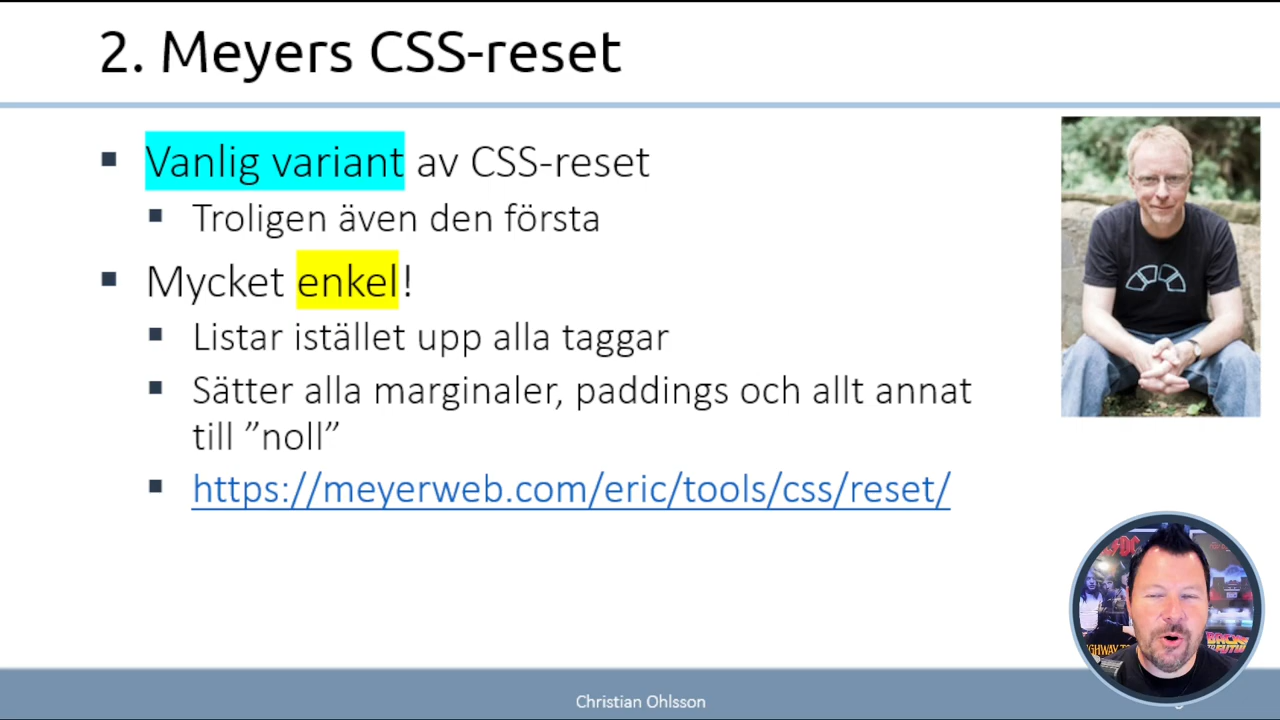 2. Meyers CSS-reset
Vanlig variant av CSS-reset
Troligen även den första
Mycket enkel!
Listar istället upp alla taggar
Sätter alla marginaler, paddings och allt annat
till ”noll”
https://meyerweb.com/eric/tools/css/reset/
Christian Ohlsson